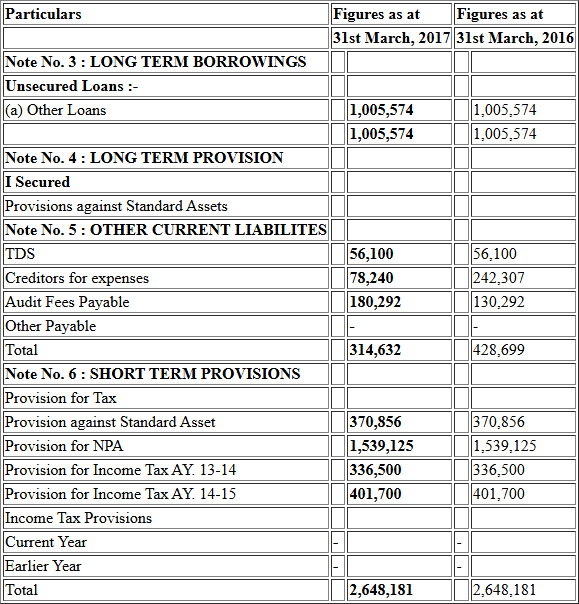 Particulars Figures as at Figures as at
31st March, 2017 31st March, 2016
Note No. 3 : LONG TERM BORROWINGS
Unsecured Loans :-
(a) Other Loans 1,005,574 1,005,574
1,005,574 1,005,574
Note No. 4 : LONG TERM PROVISION
I Secured
Provisions against Standard Assets
Note No. 5 : OTHER CURRENT LIABILITES
TDS 56,100 56,100
Creditors for expenses 78,240 242,307
Audit Fees Payable 180,292 130,292
Other Payable - -
Total 314,632 428,699
Note No. 6 : SHORT TERM PROVISIONS
Provision for Tax
Provision against Standard Asset 370,856 370,856
Provision for NPA 1,539,125 1,539,125
Provision for Income Tax AY. 13-14 336,500 336,500
Provision for Income Tax AY. 14-15 401,700 401,700
Income Tax Provisions
Current Year - -
Earlier Year - -
Total 2,648,181 2,648,181